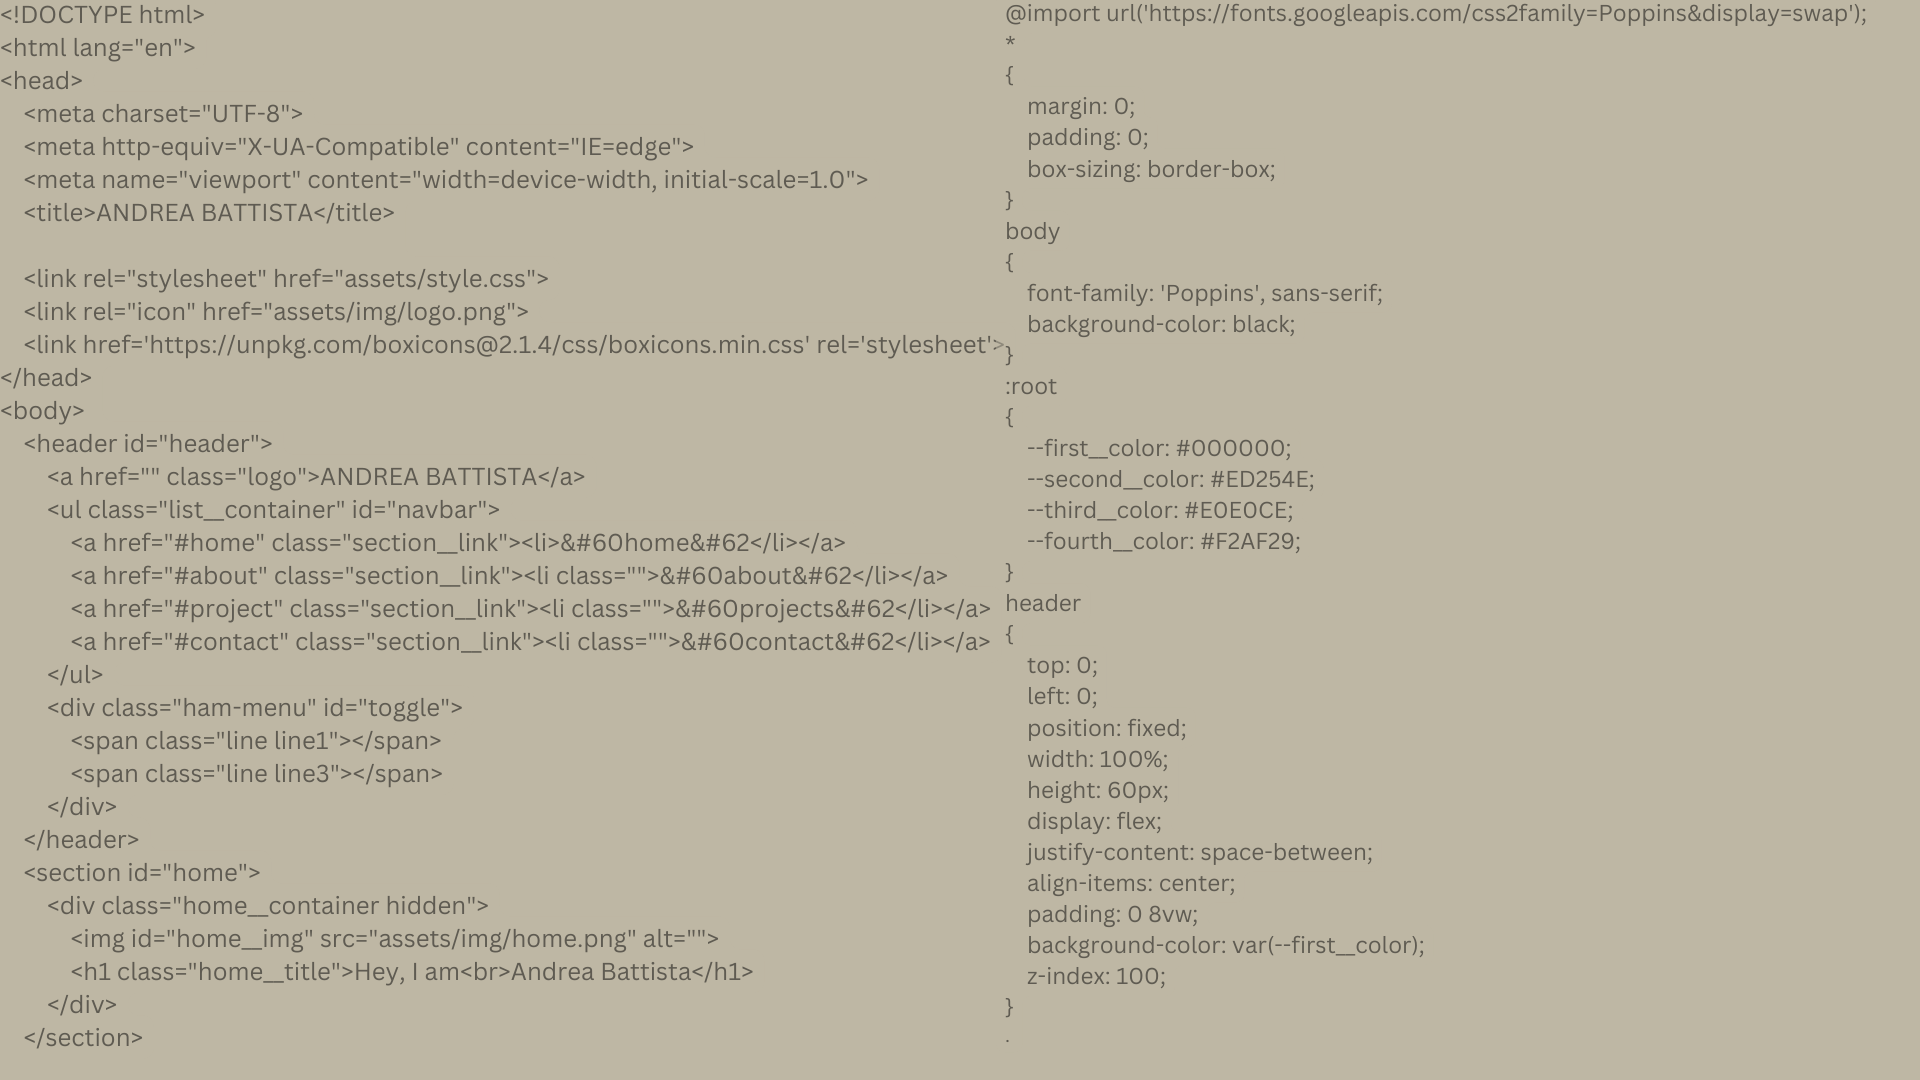 <!DOCTYPE html>
<html lang="en">
<head>
    <meta charset="UTF-8">
    <meta http-equiv="X-UA-Compatible" content="IE=edge">
    <meta name="viewport" content="width=device-width, initial-scale=1.0">
    <title>ANDREA BATTISTA</title>

    <link rel="stylesheet" href="assets/style.css">
    <link rel="icon" href="assets/img/logo.png">
    <link href='https://unpkg.com/boxicons@2.1.4/css/boxicons.min.css' rel='stylesheet'>
</head>
<body>
    <header id="header">
        <a href="" class="logo">ANDREA BATTISTA</a>
        <ul class="list__container" id="navbar">
            <a href="#home" class="section__link"><li>&#60home&#62</li></a>
            <a href="#about" class="section__link"><li class="">&#60about&#62</li></a>
            <a href="#project" class="section__link"><li class="">&#60projects&#62</li></a>
            <a href="#contact" class="section__link"><li class="">&#60contact&#62</li></a>
        </ul>
        <div class="ham-menu" id="toggle">
            <span class="line line1"></span>
            <span class="line line3"></span>
        </div>
    </header>
    <section id="home">
        <div class="home__container hidden">
            <img id="home__img" src="assets/img/home.png" alt="">
            <h1 class="home__title">Hey, I am<br>Andrea Battista</h1>
        </div>
    </section>
@import url('https://fonts.googleapis.com/css2family=Poppins&display=swap');
*
{
    margin: 0;
    padding: 0;
    box-sizing: border-box;
}
body
{
    font-family: 'Poppins', sans-serif;
    background-color: black;
}
:root
{
    --first__color: #000000;
    --second__color: #ED254E;
    --third__color: #E0E0CE;
    --fourth__color: #F2AF29;
}
header
{
    top: 0;
    left: 0;
    position: fixed;
    width: 100%;
    height: 60px;
    display: flex;
    justify-content: space-between;
    align-items: center;
    padding: 0 8vw;
    background-color: var(--first__color);
    z-index: 100;
}
.